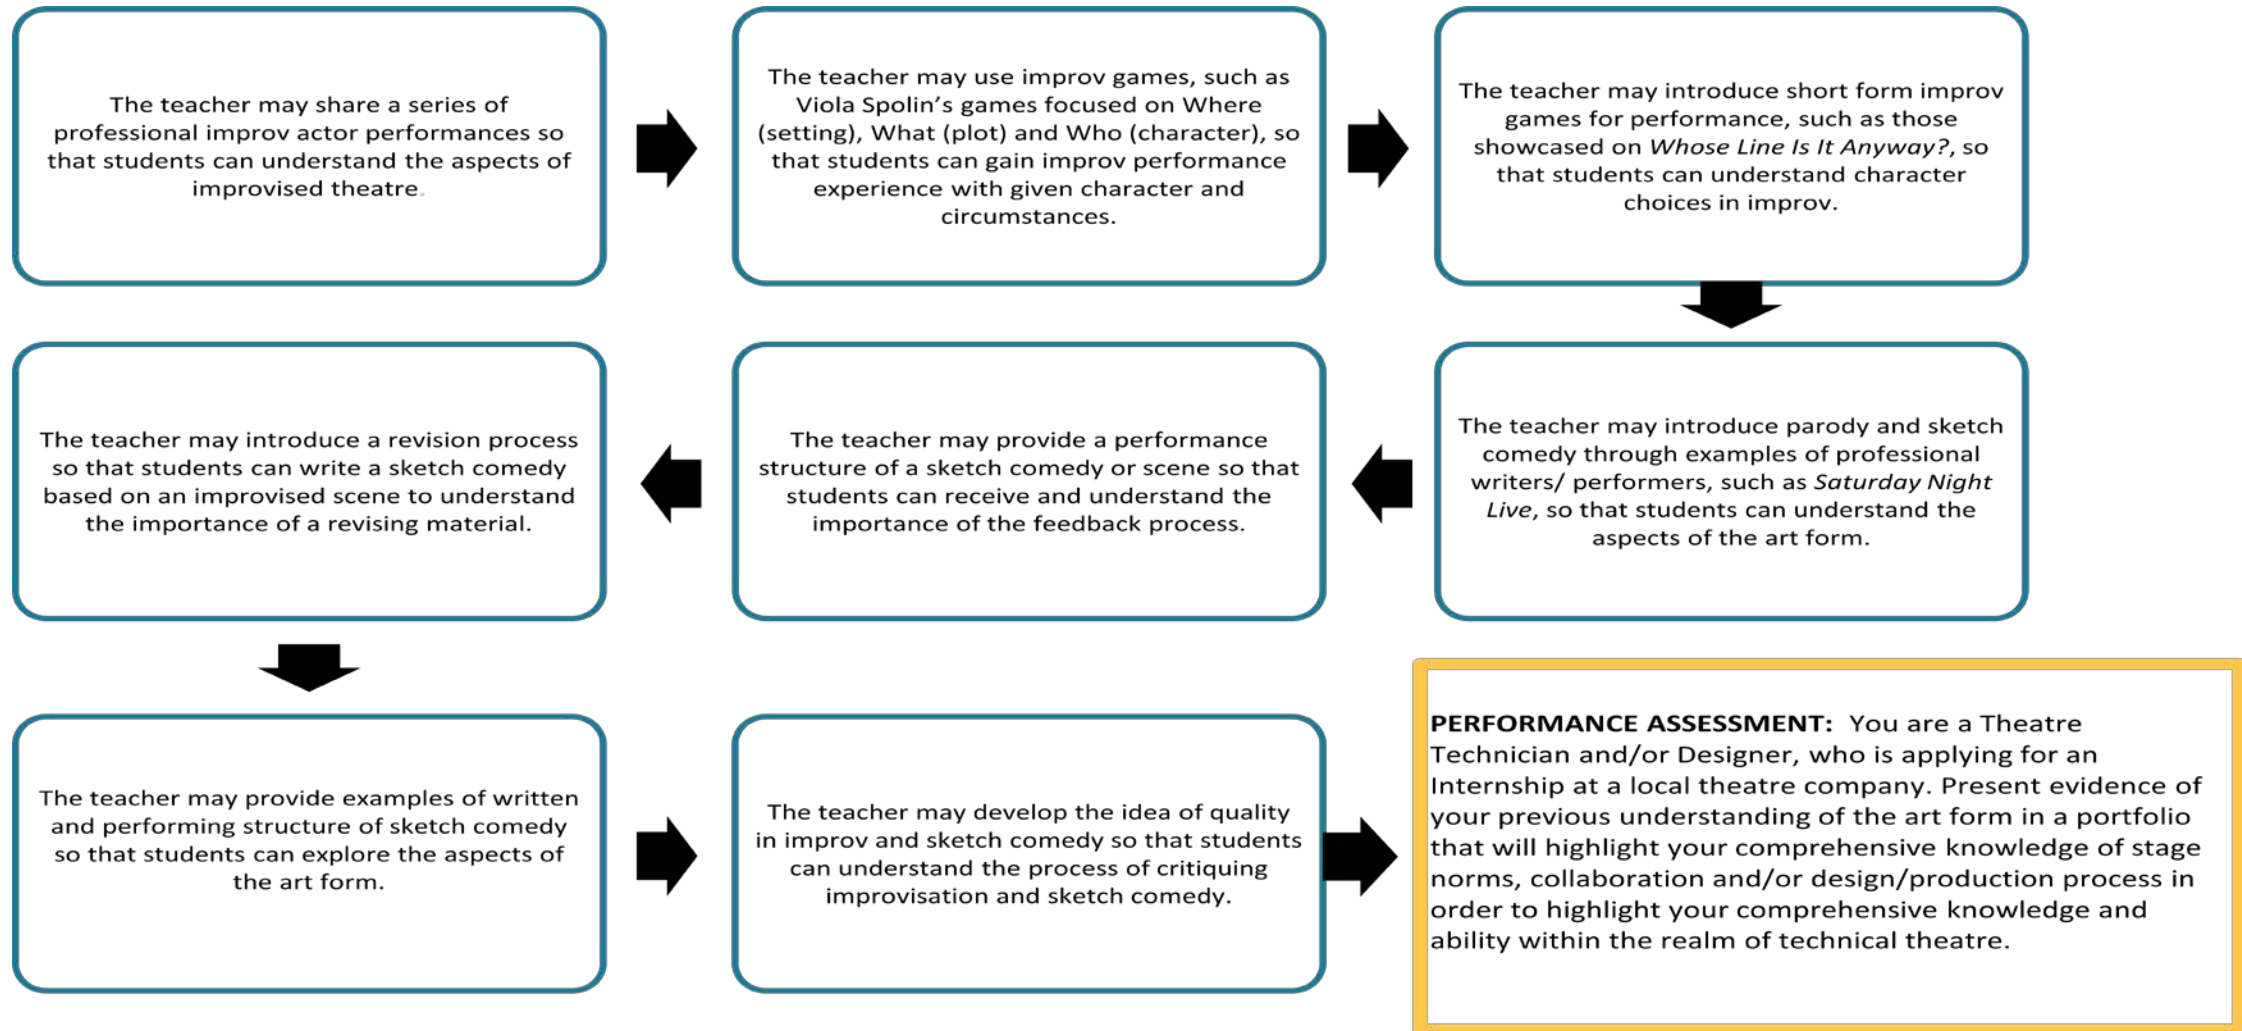 The teacher may share a series of
professional improv actor performances so
that students can understand the aspects of
improvised theatre.
The teacher may use improv games, such as
Viola Spolin’s games focused on Where
(setting), What (plot) and Who (character), so
that students can gain improv performance
experience with given character and
circumstances.
The teacher may introduce short form improv
games for performance, such as those
showcased on Whose Line Is It Anyway?, so
that students can understand character
choices in improv.
The teacher may introduce parody and sketch
comedy through examples of professional
writers/ performers, such as Saturday Night
Live, so that students can understand the
aspects of the art form.
The teacher may provide a performance
structure of a sketch comedy or scene so that
students can receive and understand the
importance of the feedback process.
The teacher may introduce a revision process
so that students can write a sketch comedy
based on an improvised scene to understand
the importance of a revising material.
The teacher may provide examples of written
and performing structure of sketch comedy
so that students can explore the aspects of
the art form.
The teacher may develop the idea of quality
in improv and sketch comedy so that students
can understand the process of critiquing
improvisation and sketch comedy.
PERFORMANCE ASSESSMENT: You are a Theatre
Technician and/or Designer, who is applying for an
Internship at a local theatre company. Present evidence of
your previous understanding of the art form in a portfolio
that will highlight your comprehensive knowledge of stage
norms, collaboration and/or design/production process in
order to highlight your comprehensive knowledge and
ability within the realm of technical theatre.